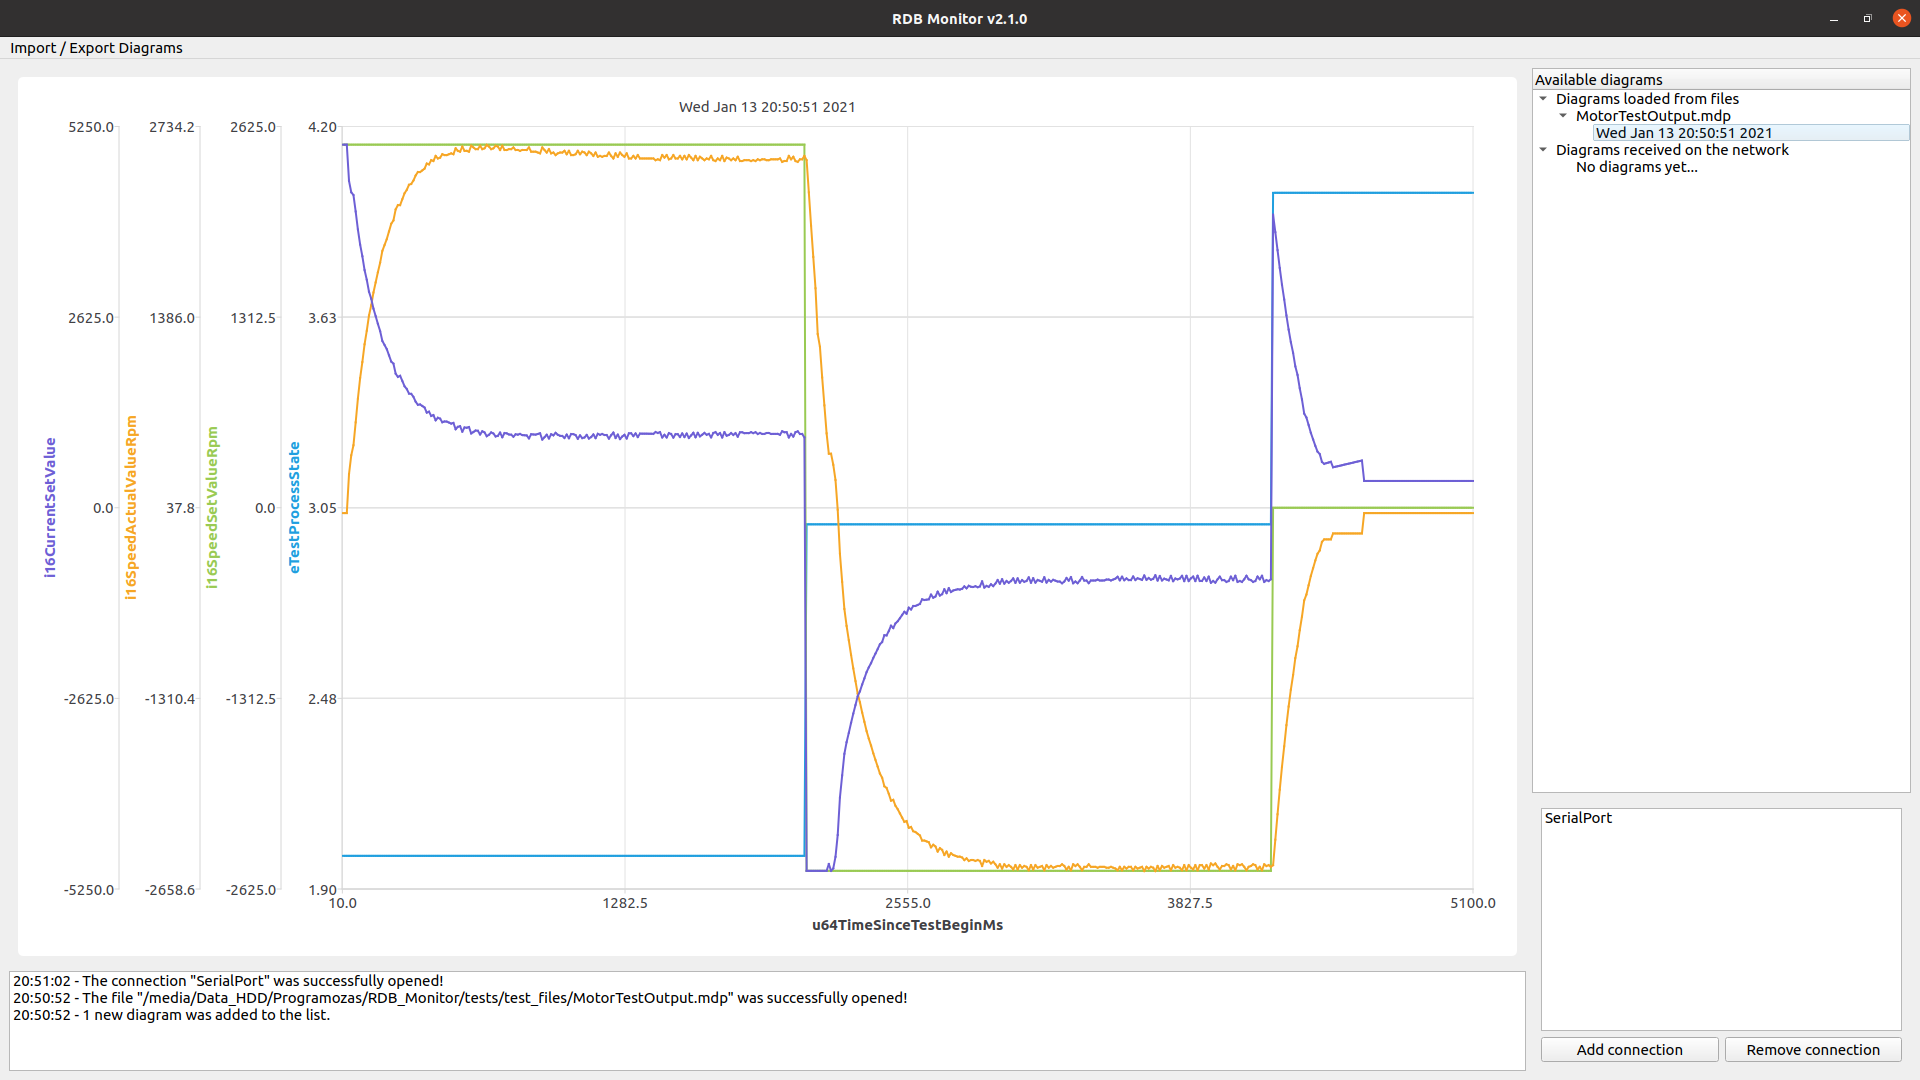 RDB Monitor v2.1.0
Import / Export Diagrams
Wed Jan 13 20:50:51 2021
5250.0 2734.2 2625.0 4.20
2625.0 1386.0 1312.5 3.63
0.0 37.8 0.0 3.05
-2625.0 -1310.4 -1312.5 2.48
-5250.0 -2658.6 -2625.0 1.90
i16CurrentSetValue
i16SpeedActualValueRpm
i16SpeedSetValueRpm
eTestProcessState
10.0 1282.5 2555.0 3827.5 5100.0
u64TimeSinceTestBeginMs
Available diagrams
Diagrams loaded from files
MotorTestOutput.mdp
Wed Jan 13 20:50:51 2021
Diagrams received on the network
No diagrams yet...
SerialPort
Add connection
Remove connection
20:51:02 - The connection "SerialPort" was successfully opened!
20:50:52 - The file "/media/Data_HDD/Programozas/RDB_Monitor/tests/test_files/MotorTestOutput.mdp" was successfully opened!
20:50:52 - 1 new diagram was added to the list.